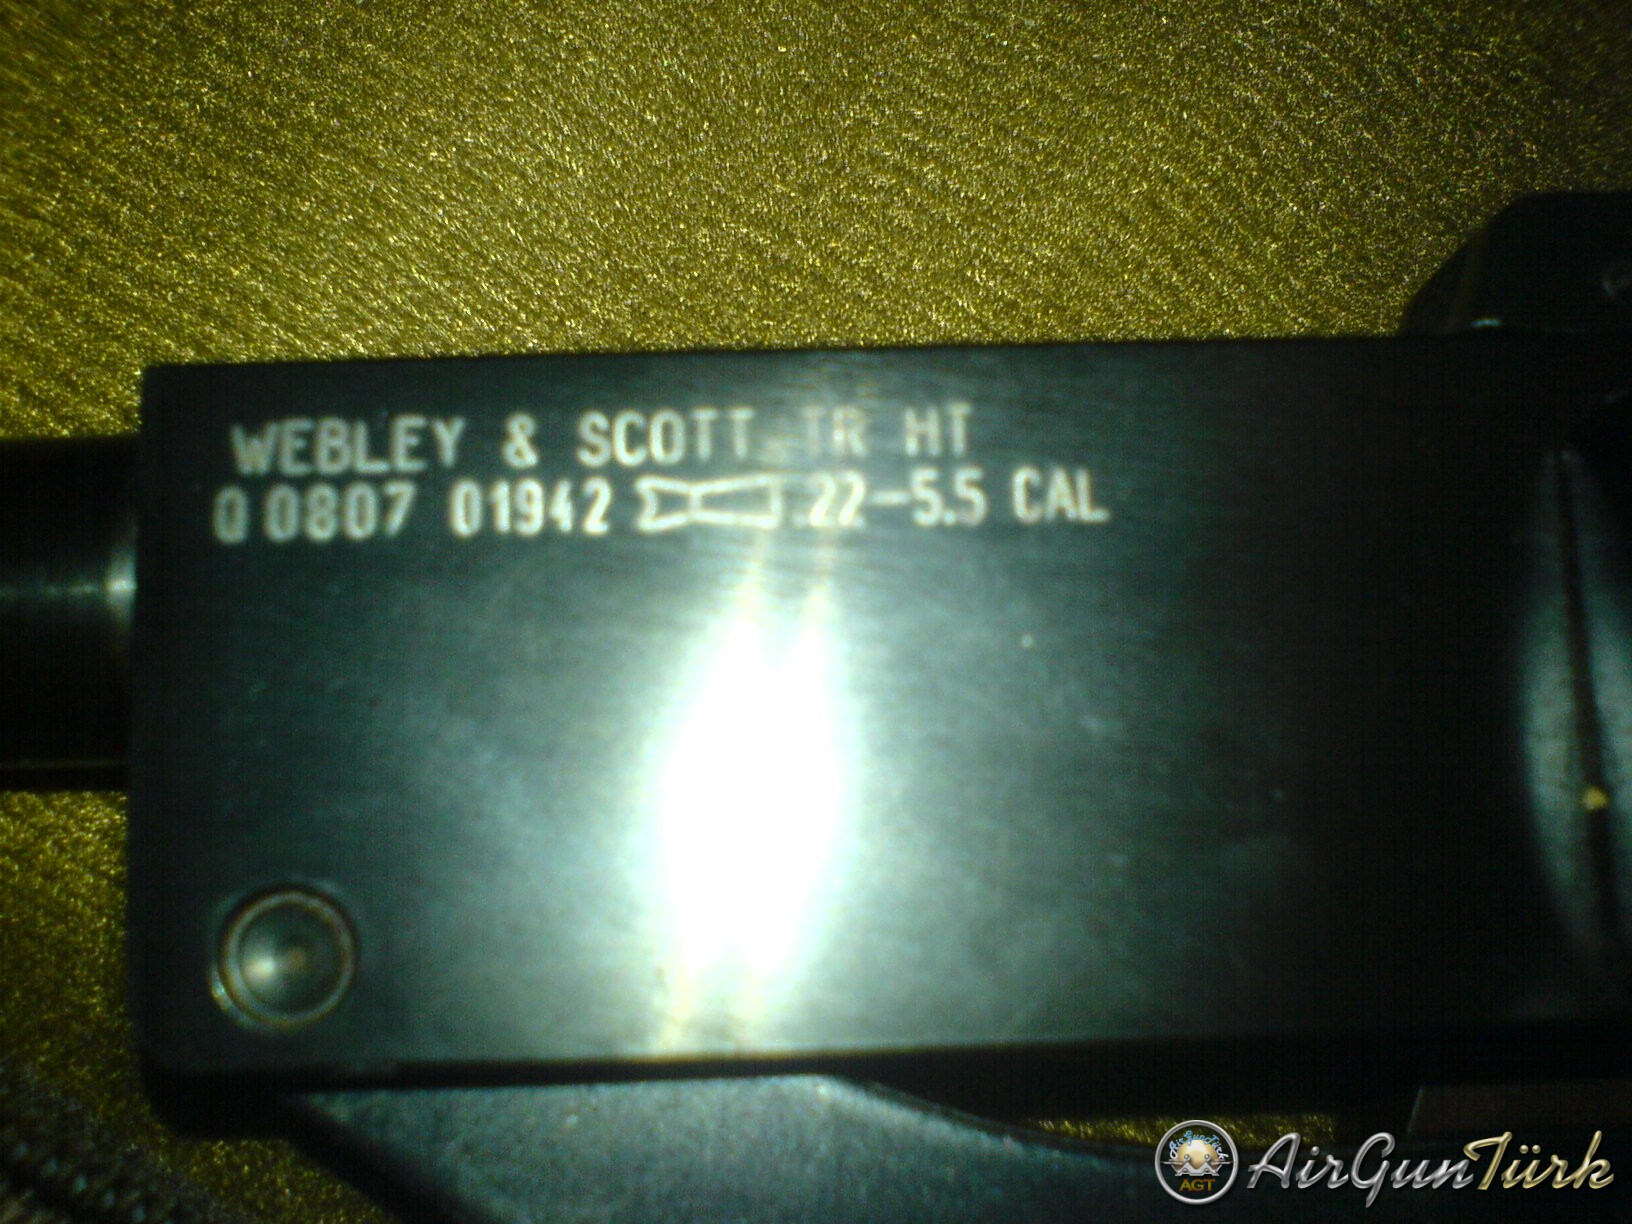 WEBLEY & SCOTT TR HT
Q 0807 01942 .22-5.5 CAL
AirGunTürk
AGT